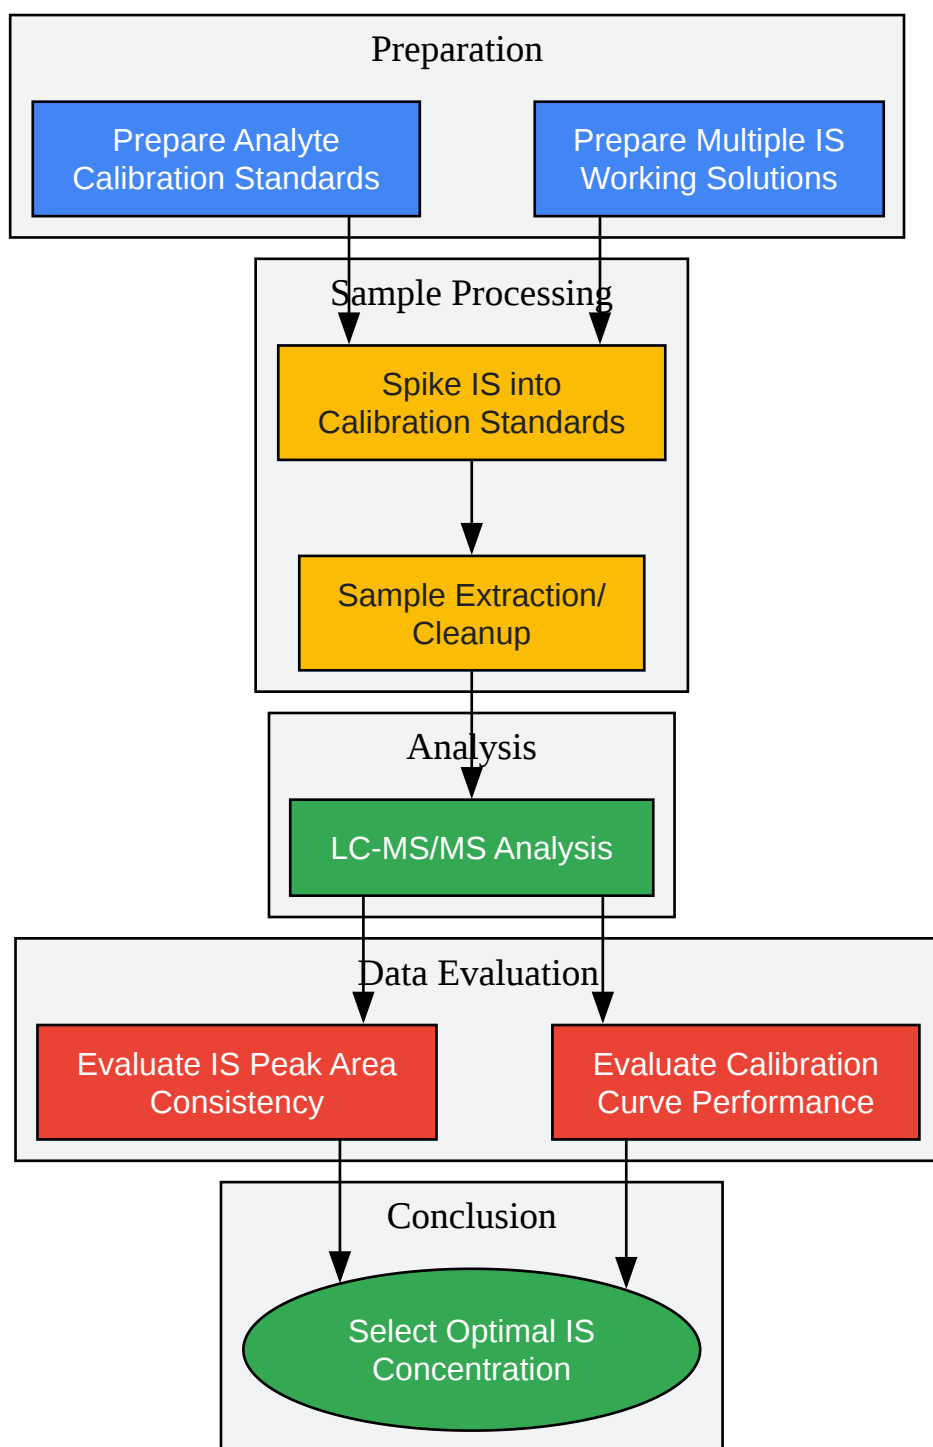 Preparation
Prepare Analyte
Calibration Standards
Prepare Multiple IS
Working Solutions
Sample Processing
Spike IS into
Calibration Standards
Sample Extraction/
Cleanup
Analysis
LC-MS/MS Analysis
Data Evaluation
Evaluate IS Peak Area
Consistency
Evaluate Calibration
Curve Performance
Conclusion
Select Optimal IS
Concentration